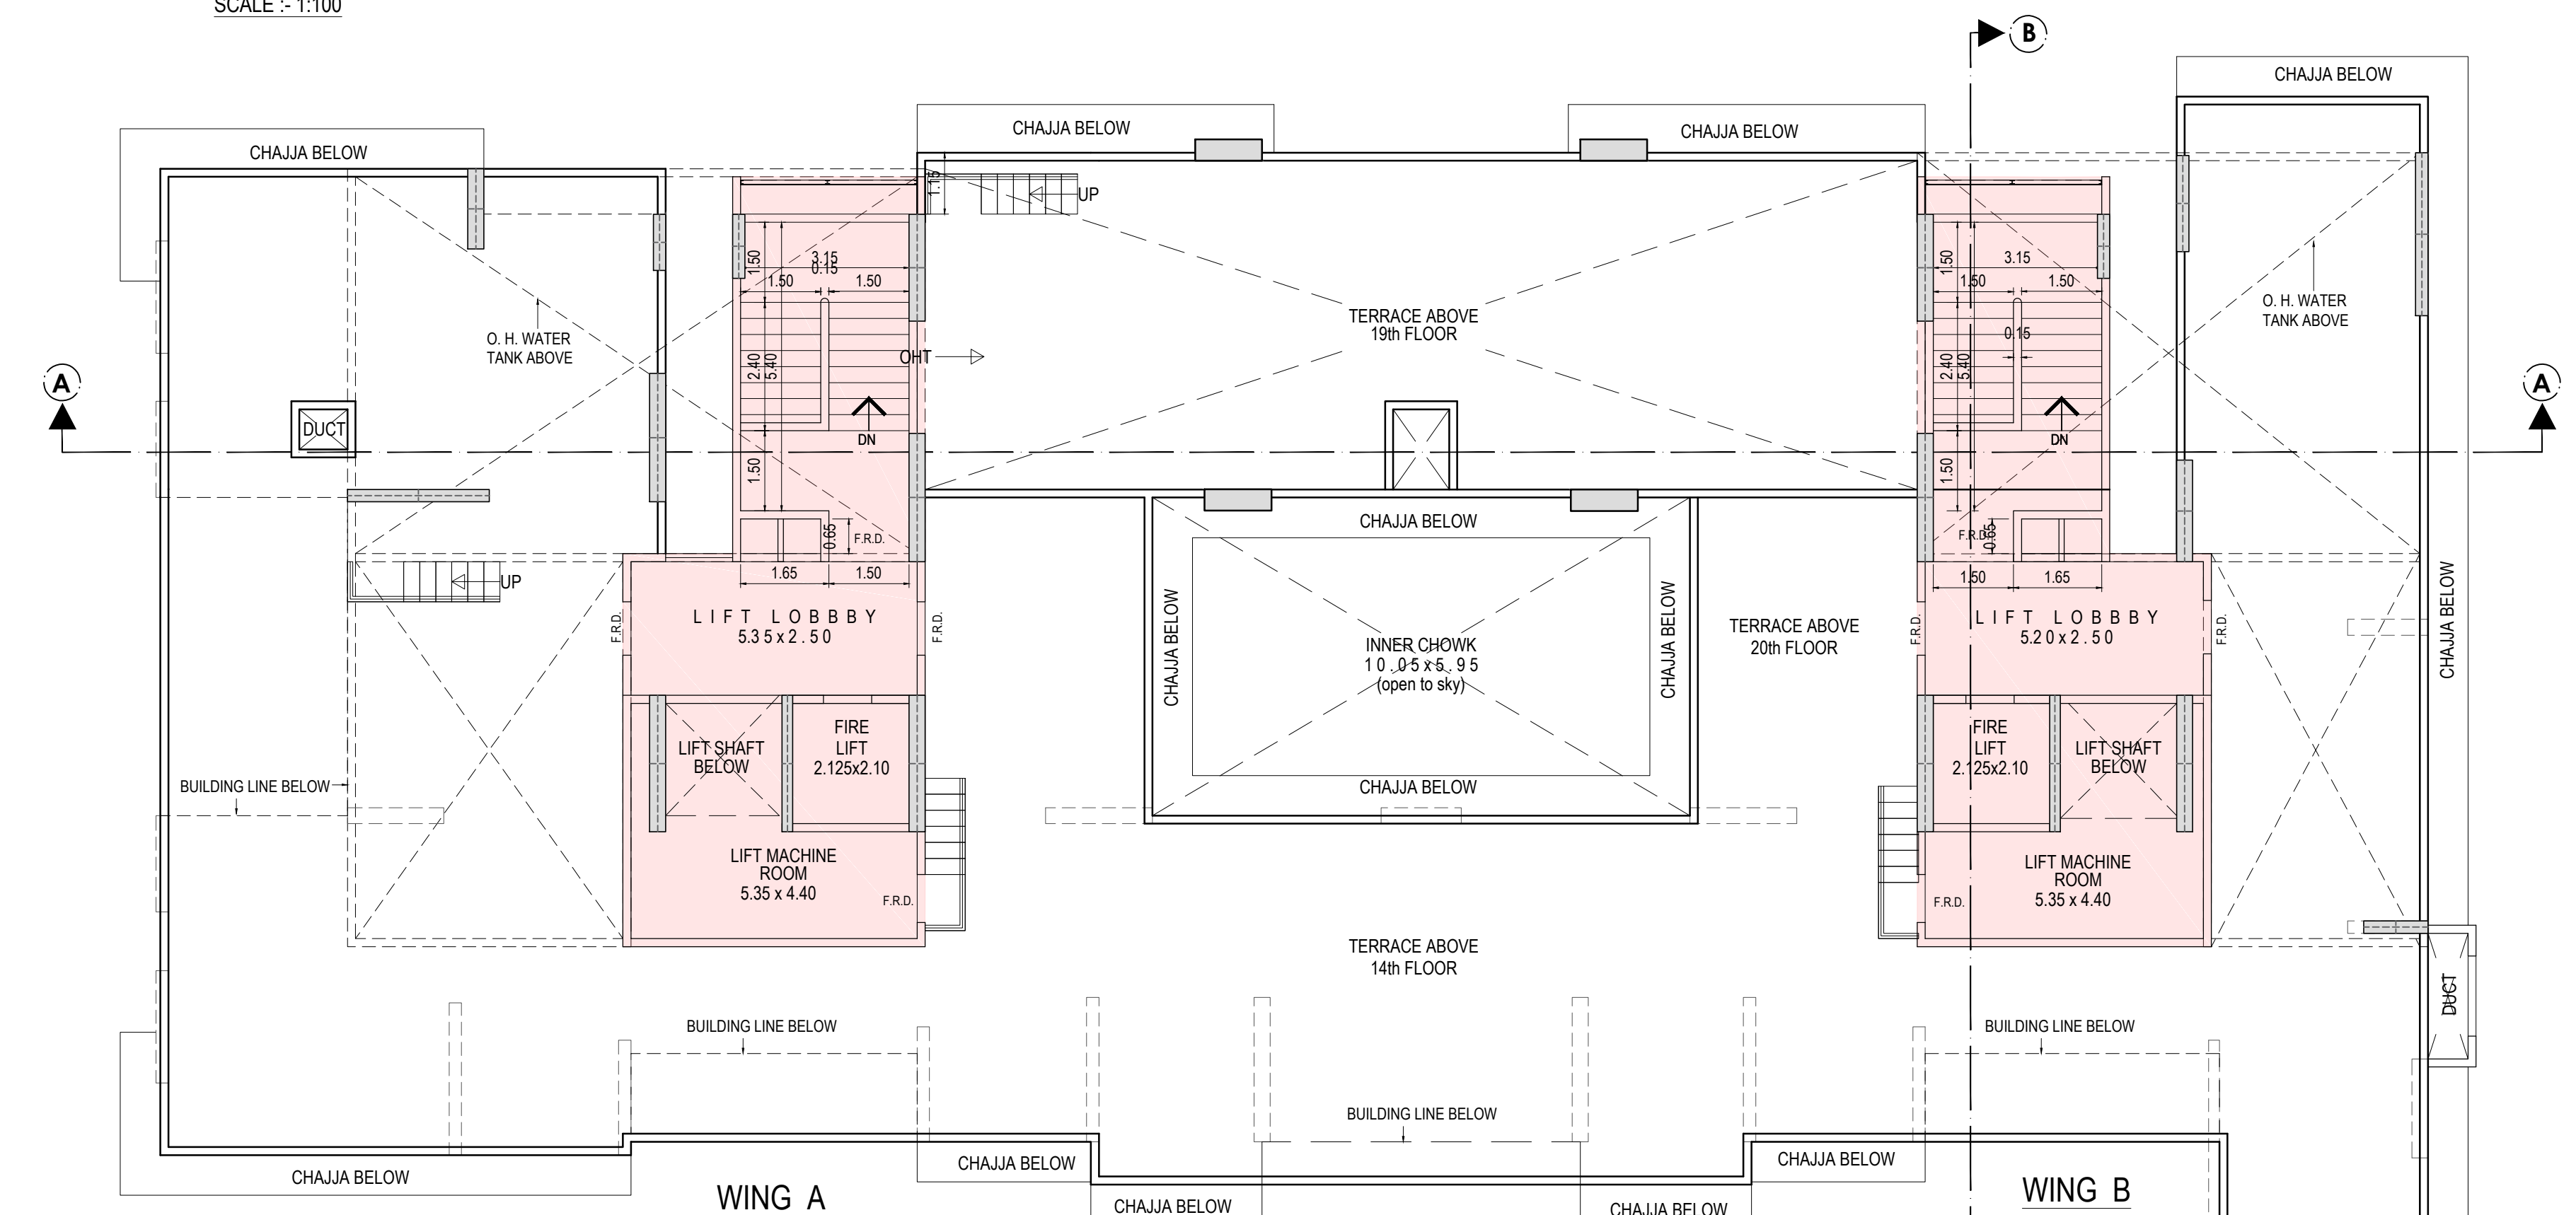 SCALE :- 1:100
B
CHAJJA BELOW
CHAJJA BELOW
CHAJJA BELOW
CHAJJA BELOW
1.15
UP
1.50
3.15
0.15
1.50
1.50
1.50
3.15
1.50
1.50
O. H. WATER
TANK ABOVE
TERRACE ABOVE
19th FLOOR
0.15
O. H. WATER
TANK ABOVE
A
2.40
5.40
OHT
2.40
5.40
A
DUCT
DN
DN
1.50
1.50
CHAJJA BELOW
0.65
F.R.D.
F.R.D.
0.65
UP
1.65
1.50
1.50
1.65
F.R.D.
LIFT LOBBBY
5.35x2.50
F.R.D.
CHAJJA BELOW
INNER CHOWK
10.05x5.95
(open to sky)
CHAJJA BELOW
TERRACE ABOVE
20th FLOOR
F.R.D.
LIFT LOBBBY
5.20x2.50
F.R.D.
CHAJJA BELOW
LIFT SHAFT
BELOW
FIRE
LIFT
2.125x2.10
FIRE
LIFT
2.125x2.10
LIFT SHAFT
BELOW
BUILDING LINE BELOW
CHAJJA BELOW
LIFT MACHINE
ROOM
5.35 x 4.40
F.R.D.
LIFT MACHINE
ROOM
5.35 x 4.40
F.R.D.
TERRACE ABOVE
14th FLOOR
DUCT
BUILDING LINE BELOW
BUILDING LINE BELOW
BUILDING LINE BELOW
CHAJJA BELOW
CHAJJA BELOW
CHAJJA BELOW
WING A
WING B
CHAJJA BELOW
CHAJJA BELOW